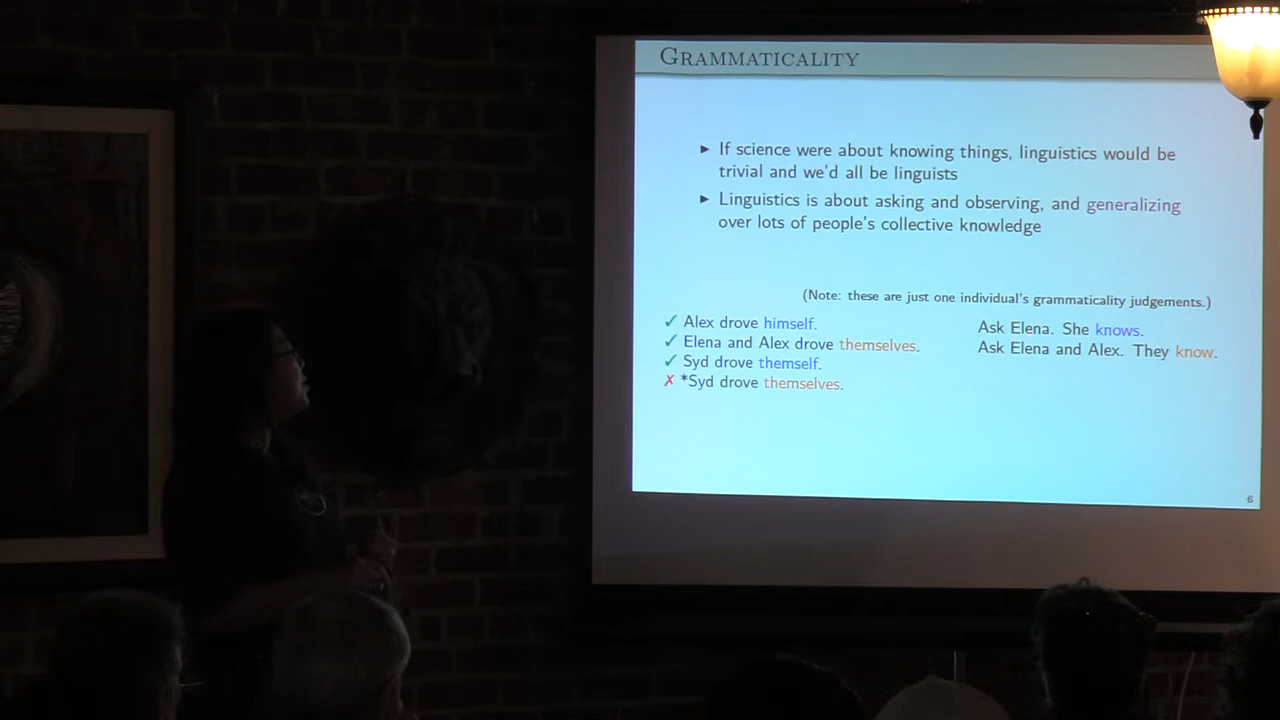 GRAMMATICALITY
► If science were about knowing things, linguistics would be
trivial and we'd all be linguists
► Linguistics is about asking and observing, and generalizing
over lots of people's collective knowledge
(Note: these are just one individual's grammaticality judgements.)
✓ Alex drove himself.
✓ Elena and Alex drove themselves.
✓ Syd drove themself.
✗ *Syd drove themselves.
Ask Elena. She knows.
Ask Elena and Alex. They know.
6